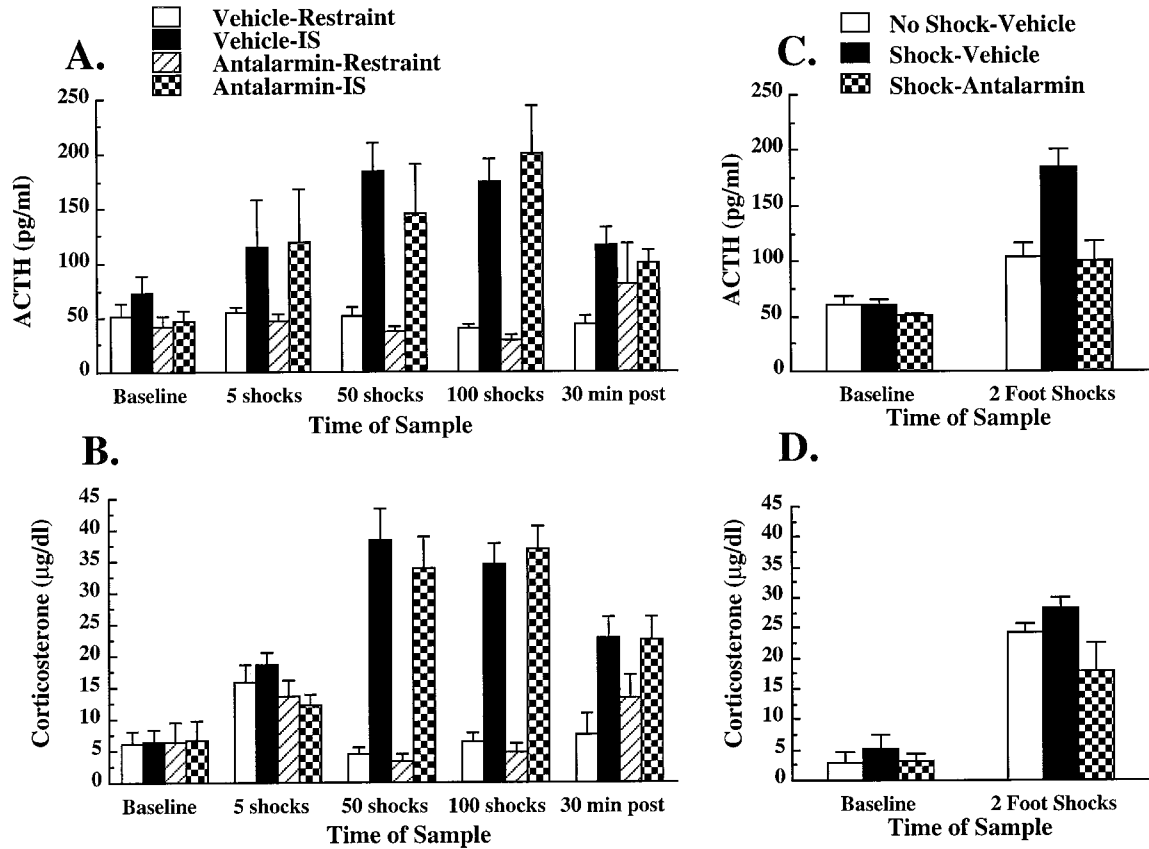 Vehicle-Restraint
Vehicle-IS
Antalarmin-Restraint
Antalarmin-IS
A.
250
200
150
100
50
0
ACTH (pg/ml)
Baseline 5 shocks 50 shocks 100 shocks 30 min post
Time of Sample
No Shock-Vehicle
Shock-Vehicle
Shock-Antalarmin
C.
250
200
150
100
50
0
ACTH (pg/ml)
Baseline 2 Foot Shocks
Time of Sample
B.
45
40
35
30
25
20
15
10
5
0
Corticosterone (µg/dl)
Baseline 5 shocks 50 shocks 100 shocks 30 min post
Time of Sample
D.
45
40
35
30
25
20
15
10
5
0
Corticosterone (µg/dl)
Baseline 2 Foot Shocks
Time of Sample